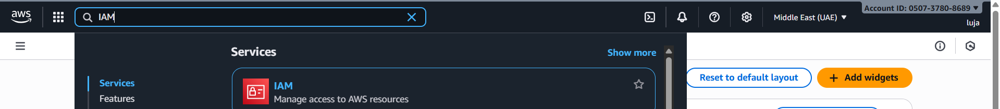 aws
IAM
Account ID: 0507-3780-8689
Middle East (UAE)
luja
Services
Show more
Services
Features
IAM
Manage access to AWS resources
Reset to default layout
+ Add widgets